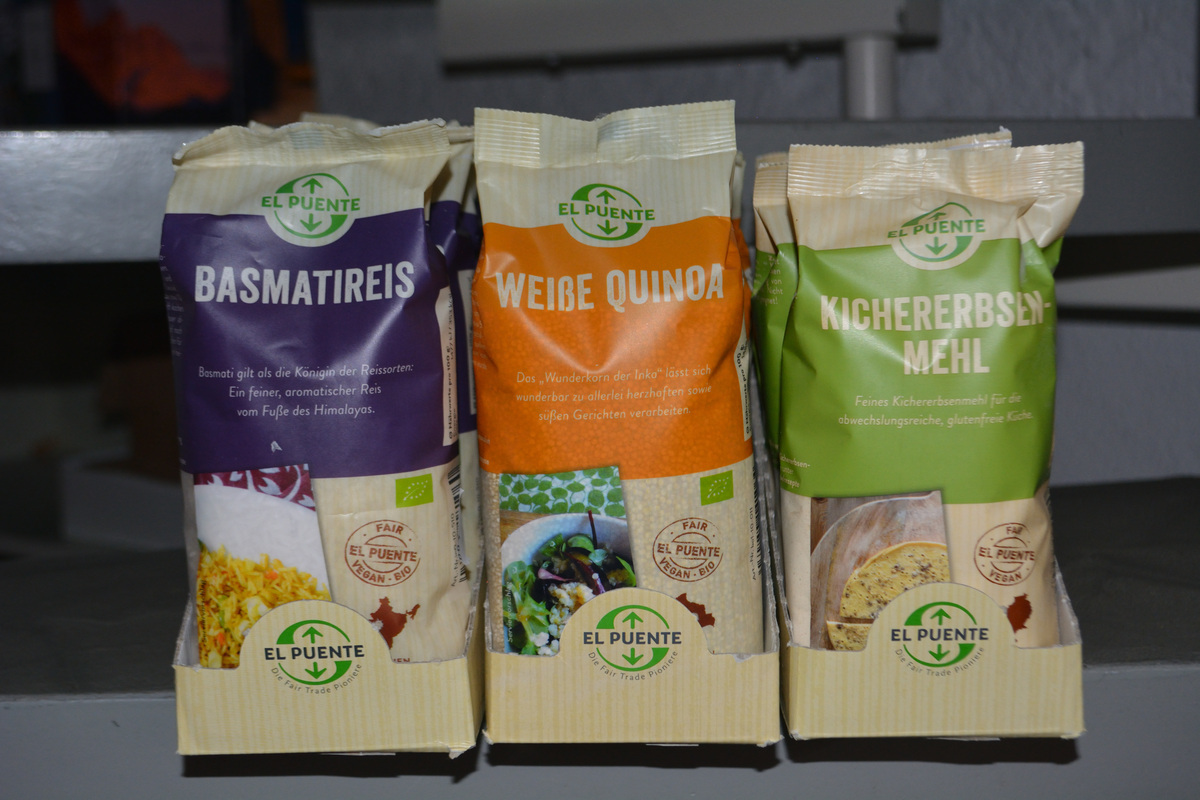 EL PUENTE
BASMATIREIS
Basmati gilt als die Königin der Reissorten:
Ein feiner, aromatischer Reis
vom Fuße des Himalayas.
FAIR
EL PUENTE
VEGAN · BIO
EL PUENTE
Die Fair Trade Pioniere
EL PUENTE
WEIßE QUINOA
Das „Wunderkorn der Inka" lässt sich
wunderbar zu allerlei herzhaften sowie
süßen Gerichten verarbeiten
FAIR
EL PUENTE
VEGAN · BIO
EL PUENTE
Die Fair Trade Pioniere
EL PUENTE
KICHERERBSEN-
MEHL
Feines Kichererbsenmehl für die
abwechslungsreiche, glutenfreie Küche.
FAIR
EL PUENTE
VEGAN · BIO
EL PUENTE
Die Fair Trade Pioniere